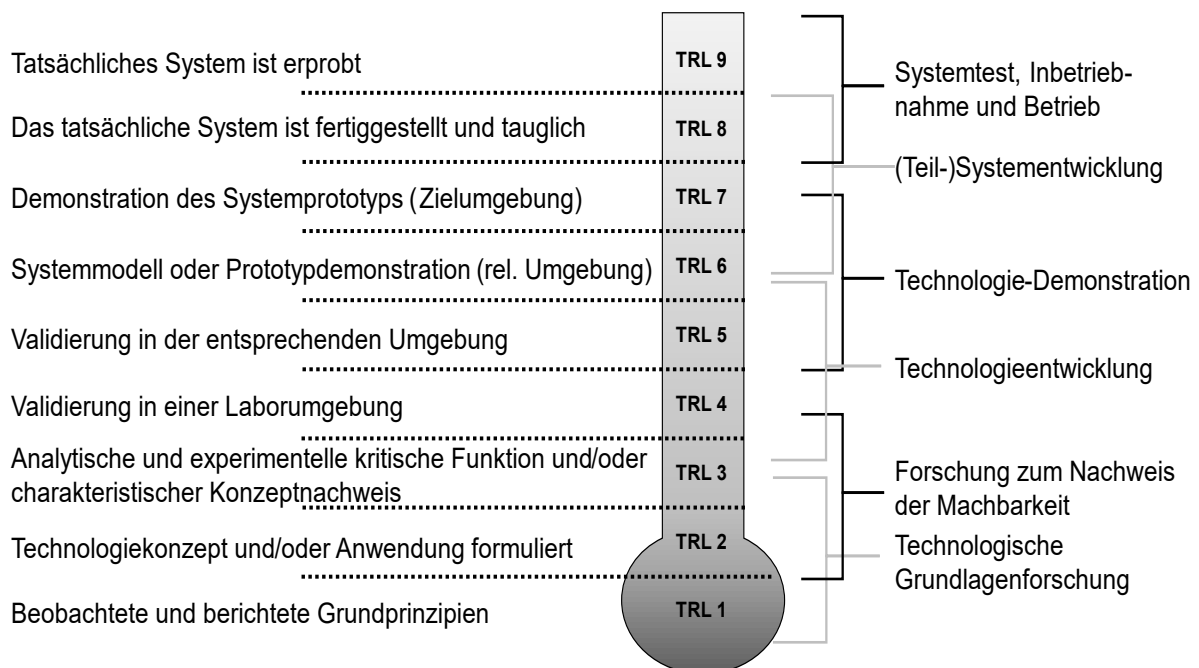 Tatsächliches System ist erprobt
TRL 9
Das tatsächliche System ist fertiggestellt und tauglich
TRL 8
Demonstration des Systemprototyps (Zielumgebung)
TRL 7
Systemmodell oder Prototypdemonstration (rel. Umgebung)
TRL 6
Validierung in der entsprechenden Umgebung
TRL 5
Validierung in einer Laborumgebung
TRL 4
Analytische und experimentelle kritische Funktion und/oder
charakteristischer Konzeptnachweis
TRL 3
Technologiekonzept und/oder Anwendung formuliert
TRL 2
Beobachtete und berichtete Grundprinzipien
TRL 1
Systemtest, Inbetrieb-
nahme und Betrieb
(Teil-)Systementwicklung
Technologie-Demonstration
Technologieentwicklung
Forschung zum Nachweis
der Machbarkeit
Technologische
Grundlagenforschung